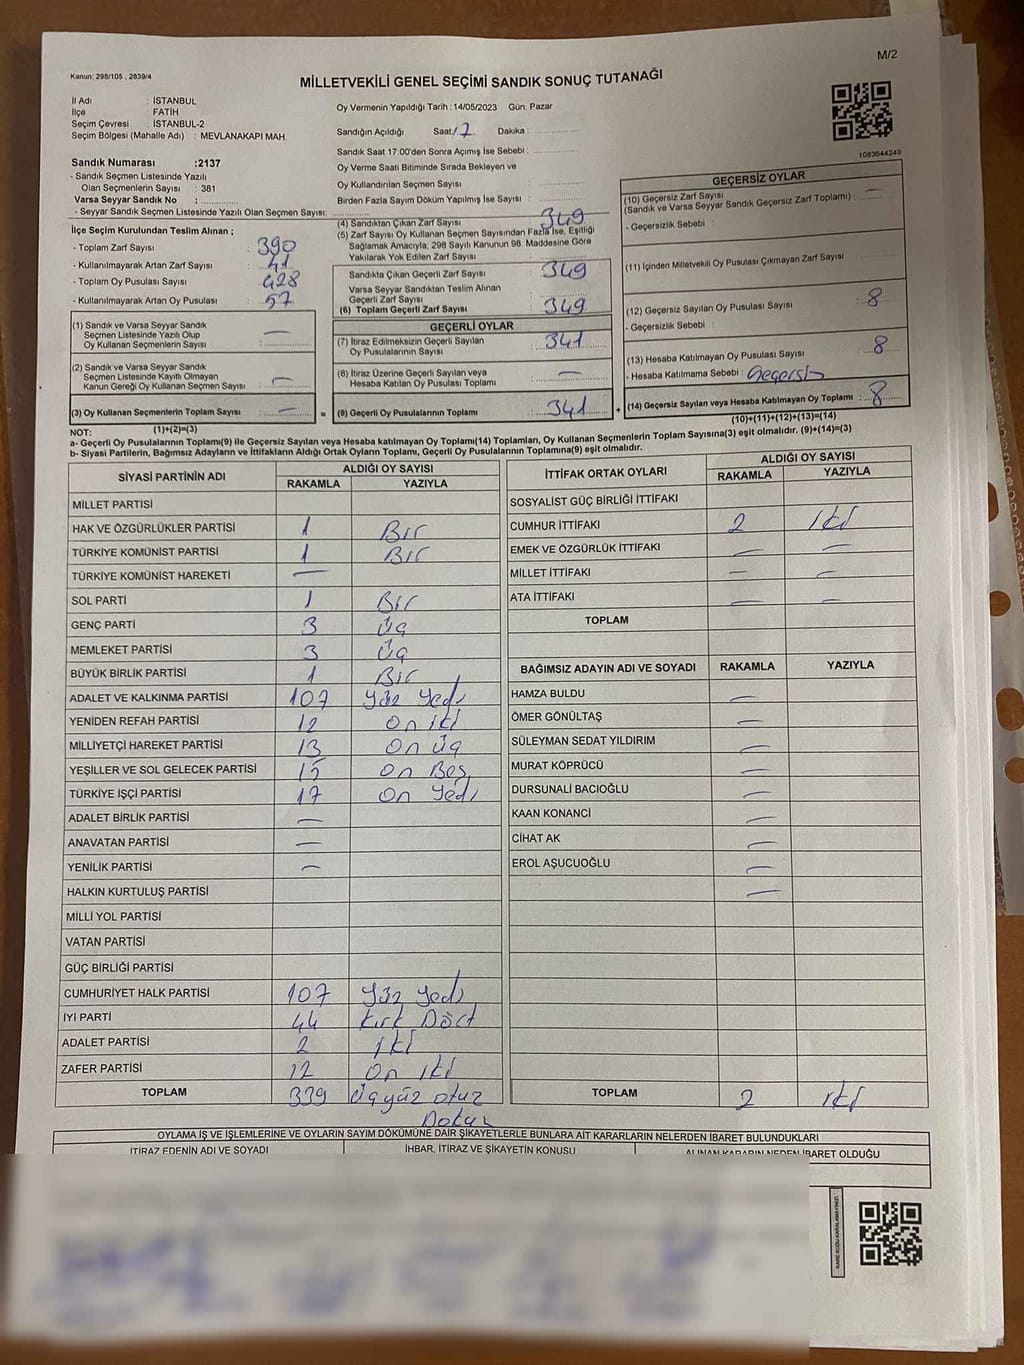 M/2
Kanun: 298/105 , 2839/4
MİLLETVEKİLİ GENEL SEÇİMİ SANDIK SONUÇ TUTANAĞI
İl Adı : İSTANBUL
İlçe : FATİH
Seçim Çevresi : İSTANBUL-2
Seçim Bölgesi (Mahalle Adı) : MEVLANAKAPI MAH.
Sandık Numarası :2137
- Sandık Seçmen Listesinde Yazılı
Olan Seçmenlerin Sayısı : 381
Varsa Seyyar Sandık No :
- Seyyar Sandık Seçmen Listesinde Yazılı Olan Seçmen Sayısı:
İlçe Seçim Kurulundan Teslim Alınan ;
- Toplam Zarf Sayısı : 390
- Kullanılmayarak Artan Zarf Sayısı : 41
- Toplam Oy Pusulası Sayısı : 428
- Kullanılmayarak Artan Oy Pusulası : 57
(1) Sandık ve Varsa Seyyar Sandık
Seçmen Listesinde Yazılı Olup
Oy Kullanan Seçmenlerin Sayısı : —
(2) Sandık ve Varsa Seyyar Sandık
Seçmen Listesinde Kayıtlı Olmayan
Kanun Gereği Oy Kullanan Seçmen Sayısı : —
(3) Oy Kullanan Seçmenlerin Toplam Sayısı : —
(1)+(2)=(3)
Oy Vermenin Yapıldığı Tarih :14/05/2023 Gün: Pazar
Sandığın Açıldığı Saat: 17 Dakika :
Sandık Saat 17:00'den Sonra Açılmış İse Sebebi :
Oy Verme Saati Bitiminde Sırada Bekleyen ve
Oy Kullandırılan Seçmen Sayısı :
Birden Fazla Sayım Döküm Yapılmış İse Sayısı :
(4) Sandıktan Çıkan Zarf Sayısı : 349
(5) Zarf Sayısı Oy Kullanan Seçmen Sayısından Fazla İse, Eşitliği
Sağlamak Amacıyla, 298 Sayılı Kanunun 98. Maddesine Göre
Yakılarak Yok Edilen Zarf Sayısı :
Sandıkta Çıkan Geçerli Zarf Sayısı : 349
Varsa Seyyar Sandıktan Teslim Alınan
Geçerli Zarf Sayısı :
(6) Toplam Geçerli Zarf Sayısı : 349
GEÇERLİ OYLAR
(7) İtiraz Edilmeksizin Geçerli Sayılan
Oy Pusulalarının Sayısı : 341
(8) İtiraz Üzerine Geçerli Sayılan veya
Hesaba Katılan Oy Pusulası Toplamı : —
= (9) Geçerli Oy Pusulalarının Toplamı : 341 +
1083644249
GEÇERSİZ OYLAR
(10) Geçersiz Zarf Sayısı
(Sandık ve Varsa Seyyar Sandık Geçersiz Zarf Toplamı) : —
- Geçersizlik Sebebi :
(11) İçinden Milletvekili Oy Pusulası Çıkmayan Zarf Sayısı :
(12) Geçersiz Sayılan Oy Pusulası Sayısı : 8
- Geçersizlik Sebebi :
(13) Hesaba Katılmayan Oy Pusulası Sayısı : 8
- Hesaba Katılmama Sebebi : Geçersiz
(14) Geçersiz Sayılan veya Hesaba Katılmayan Oy Toplamı : 8
(10)+(11)+(12)+(13)=(14)
NOT:
a- Geçerli Oy Pusulalarının Toplamı(9) ile Geçersiz Sayılan veya Hesaba katılmayan Oy Toplamı(14) Toplamları, Oy Kullanan Seçmenlerin Toplam Sayısına(3) eşit olmalıdır. (9)+(14)=(3)
b- Siyasi Partilerin, Bağımsız Adayların ve İttifakların Aldığı Ortak Oyların Toplamı, Geçerli Oy Pusulalarının Toplamına(9) eşit olmalıdır.
SİYASİ PARTİNİN ADI ALDIĞI OY SAYISI
RAKAMLA YAZIYLA
MİLLET PARTİSİ
HAK VE ÖZGÜRLÜKLER PARTİSİ 1 Bir
TÜRKİYE KOMÜNİST PARTİSİ 1 Bir
TÜRKİYE KOMÜNİST HAREKETİ —
SOL PARTİ 1 Bir
GENÇ PARTİ 3 Üç
MEMLEKET PARTİSİ 3 Üç
BÜYÜK BİRLİK PARTİSİ 1 Bir
ADALET VE KALKINMA PARTİSİ 107 Yüz Yedi
YENİDEN REFAH PARTİSİ 12 On iki
MİLLİYETÇİ HAREKET PARTİSİ 13 On üç
YEŞİLLER VE SOL GELECEK PARTİSİ 15 On Beş
TÜRKİYE İŞÇİ PARTİSİ 17 On Yedi
ADALET BİRLİK PARTİSİ —
ANAVATAN PARTİSİ —
YENİLİK PARTİSİ —
HALKIN KURTULUŞ PARTİSİ
MİLLİ YOL PARTİSİ
VATAN PARTİSİ
GÜÇ BİRLİĞİ PARTİSİ
CUMHURİYET HALK PARTİSİ 107 Yüz Yedi
İYİ PARTİ 44 Kırk Dört
ADALET PARTİSİ 2 iki
ZAFER PARTİSİ 12 On iki
TOPLAM 339 Üçyüz otuz
Dokuz
İTTİFAK ORTAK OYLARI ALDIĞI OY SAYISI
RAKAMLA YAZIYLA
SOSYALİST GÜÇ BİRLİĞİ İTTİFAKI
CUMHUR İTTİFAKI 2 iki
EMEK VE ÖZGÜRLÜK İTTİFAKI — —
MİLLET İTTİFAKI — —
ATA İTTİFAKI — —
TOPLAM
BAĞIMSIZ ADAYIN ADI VE SOYADI RAKAMLA YAZIYLA
HAMZA BULDU —
ÖMER GÖNÜLTAŞ —
SÜLEYMAN SEDAT YILDIRIM —
MURAT KÖPRÜCÜ —
DURSUNALİ BACIOĞLU —
KAAN KONANCİ —
CİHAT AK —
EROL AŞUCUOĞLU —
—
TOPLAM 2 iki
OYLAMA İŞ VE İŞLEMLERİNE VE OYLARIN SAYIM DÖKÜMÜNE DAİR ŞİKAYETLERLE BUNLARA AİT KARARLARIN NELERDEN İBARET BULUNDUKLARI
İTİRAZ EDENİN ADI VE SOYADI İHBAR, İTİRAZ VE ŞİKAYETİN KONUSU ALINAN KARARIN NEDEN İBARET OLDUĞU